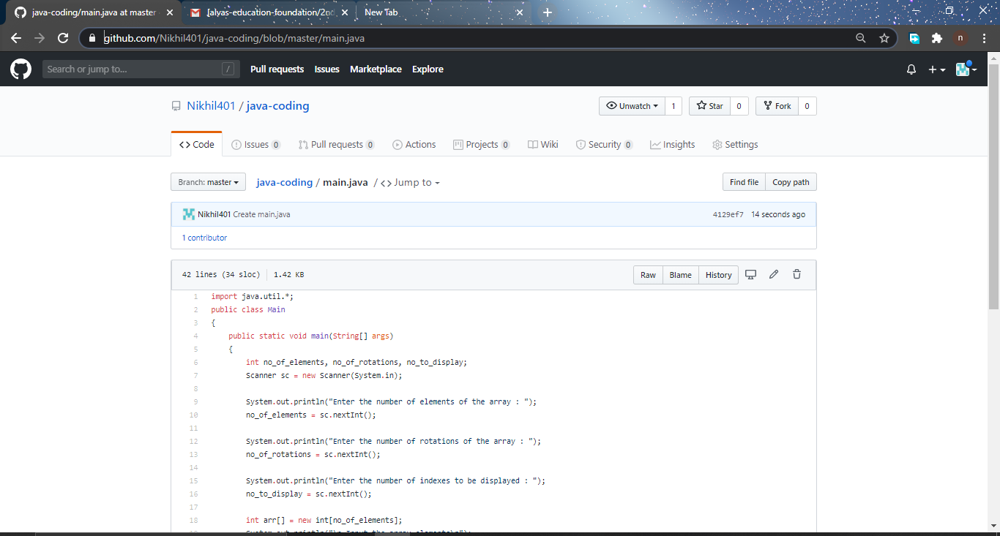 java-coding/main.java at master
[alyas-education-foundation/2nd
New Tab
github.com/Nikhil401/java-coding/blob/master/main.java
n
Search or jump to...
/
Pull requests Issues Marketplace Explore
Nikhil401 / java-coding
Unwatch 1 Star 0 Fork 0
Code Issues 0 Pull requests 0 Actions Projects 0 Wiki Security 0 Insights Settings
Branch: master java-coding / main.java / <> Jump to Find file Copy path
Nikhil401 Create main.java 4129ef7 14 seconds ago
1 contributor
42 lines (34 sloc) 1.42 KB Raw Blame History
1 import java.util.*;
2 public class Main
3 {
4 public static void main(String[] args)
5 {
6 int no_of_elements, no_of_rotations, no_to_display;
7 Scanner sc = new Scanner(System.in);
8
9 System.out.println("Enter the number of elements of the array : ");
10 no_of_elements = sc.nextInt();
11
12 System.out.println("Enter the number of rotations of the array : ");
13 no_of_rotations = sc.nextInt();
14
15 System.out.println("Enter the number of indexes to be displayed : ");
16 no_to_display = sc.nextInt();
17
18 int arr[] = new int[no_of_elements];